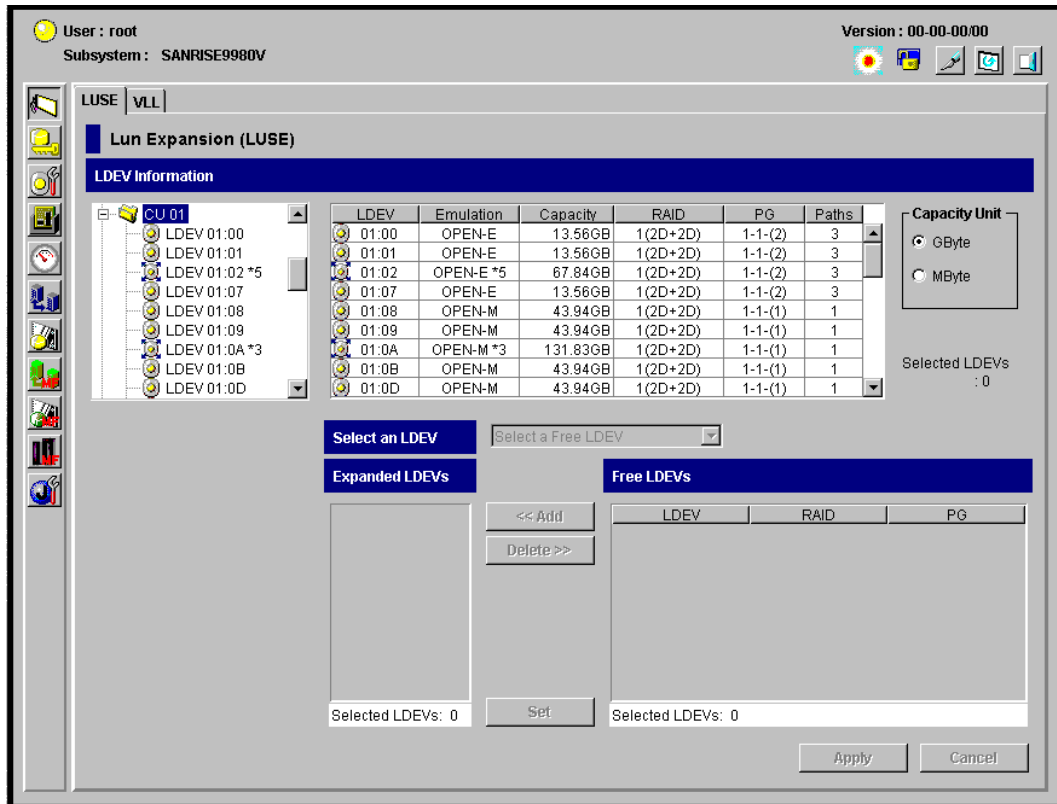 User : root
Version : 00-00-00/00
Subsystem : SANRISE9980V
LUSE VLL
Lun Expansion (LUSE)
LDEV Information
CU 01
LDEV 01:00
LDEV 01:01
LDEV 01:02 *5
LDEV 01:07
LDEV 01:08
LDEV 01:09
LDEV 01:0A *3
LDEV 01:0B
LDEV 01:0D
LDEV Emulation Capacity RAID PG Paths
01:00 OPEN-E 13.56GB 1(2D+2D) 1-1-(2) 3
01:01 OPEN-E 13.56GB 1(2D+2D) 1-1-(2) 3
01:02 OPEN-E *5 67.84GB 1(2D+2D) 1-1-(2) 3
01:07 OPEN-E 13.56GB 1(2D+2D) 1-1-(2) 3
01:08 OPEN-M 43.94GB 1(2D+2D) 1-1-(1) 1
01:09 OPEN-M 43.94GB 1(2D+2D) 1-1-(1) 1
01:0A OPEN-M *3 131.83GB 1(2D+2D) 1-1-(1) 1
01:0B OPEN-M 43.94GB 1(2D+2D) 1-1-(1) 1
01:0D OPEN-M 43.94GB 1(2D+2D) 1-1-(1) 1
Capacity Unit
GByte
MByte
Selected LDEVs
: 0
Select an LDEV
Select a Free LDEV
Expanded LDEVs
Free LDEVs
<< Add
Delete >>
LDEV RAID PG
Selected LDEVs: 0
Set
Selected LDEVs: 0
Apply
Cancel